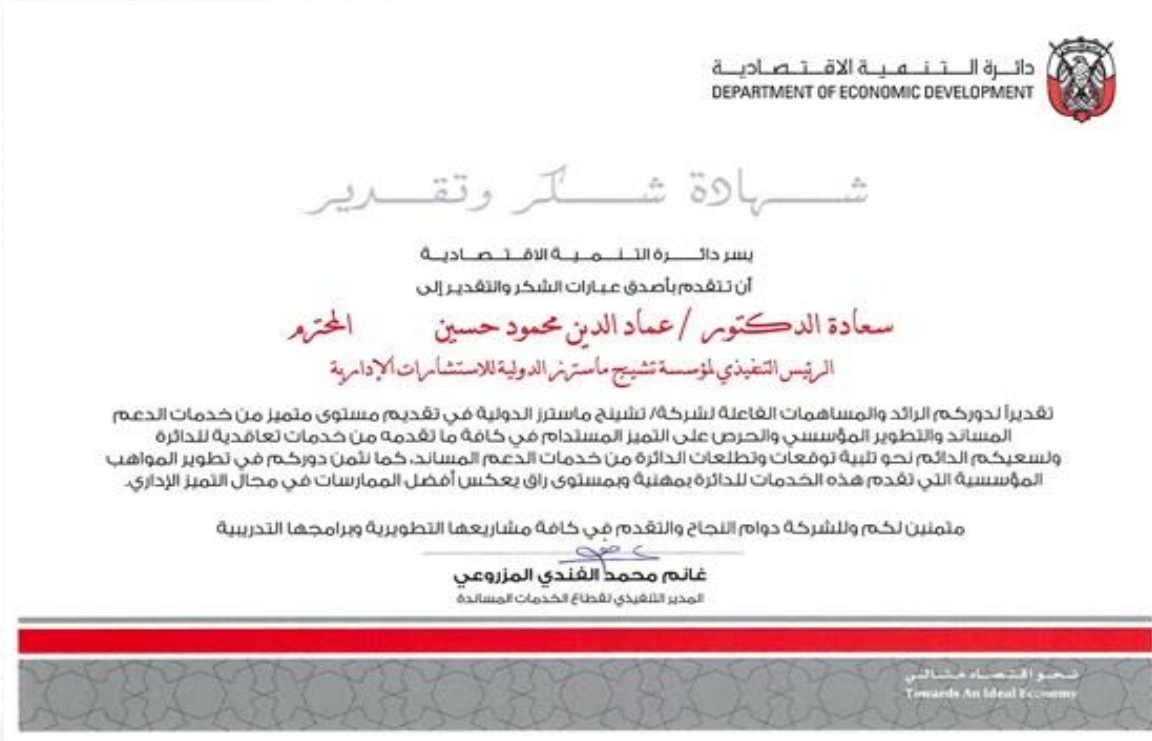 دائرة التنمية الاقتصادية
DEPARTMENT OF ECONOMIC DEVELOPMENT
شهادة شكر وتقدير
يسر دائرة التنمية الاقتصادية
أن تتقدم بأصدق عبارات الشكر والتقدير إلى
سعادة الدكتور / عماد الدين محمود حسين المحترم
الرئيس التنفيذي لمؤسسة تشينج ماسترز الدولية للاستشارات الإدارية
تقديراً لدوركم الرائد والمساهمات الفاعلة لشركة/ تشينج ماسترز الدولية في تقديم مستوى متميز من خدمات الدعم
المساند والتطوير المؤسسي والحرص على التميز المستدام في كافة ما تقدمه من خدمات تعاقدية للدائرة
ولسعيكم الدائم نحو تلبية توقعات وتطلعات الدائرة من خدمات الدعم المساند، كما نثمن دوركم في تطوير المواهب
المؤسسية التي تقدم هذه الخدمات للدائرة بمهنية وبمستوى راق يعكس أفضل الممارسات في مجال التميز الإداري.
متمنين لكم وللشركة دوام النجاح والتقدم في كافة مشاريعها التطويرية وبرامجها التدريبية
غانم محمد الفندي المزروعي
المدير التنفيذي لقطاع الخدمات المساندة
نحو اقتصاد مثالي
Towards An Ideal Economy